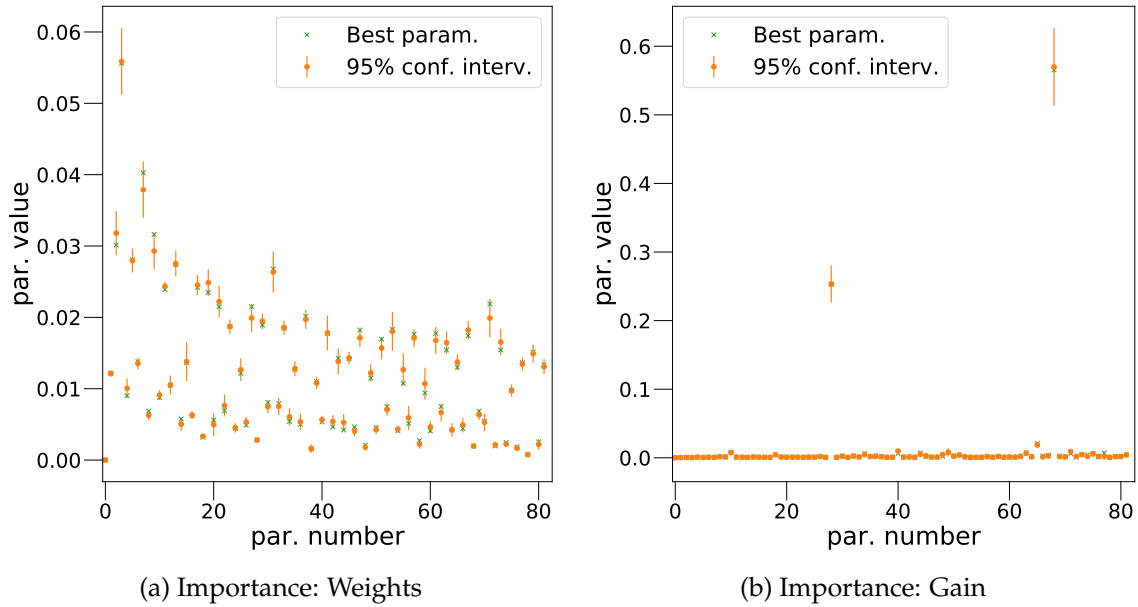 0.06
0.05
0.04
0.03
0.02
0.01
0.00
par. value
0
20
40
60
80
par. number
Best param.
95% conf. interv.
(a) Importance: Weights
0.6
0.5
0.4
0.3
0.2
0.1
0.0
par. value
0
20
40
60
80
par. number
Best param.
95% conf. interv.
(b) Importance: Gain